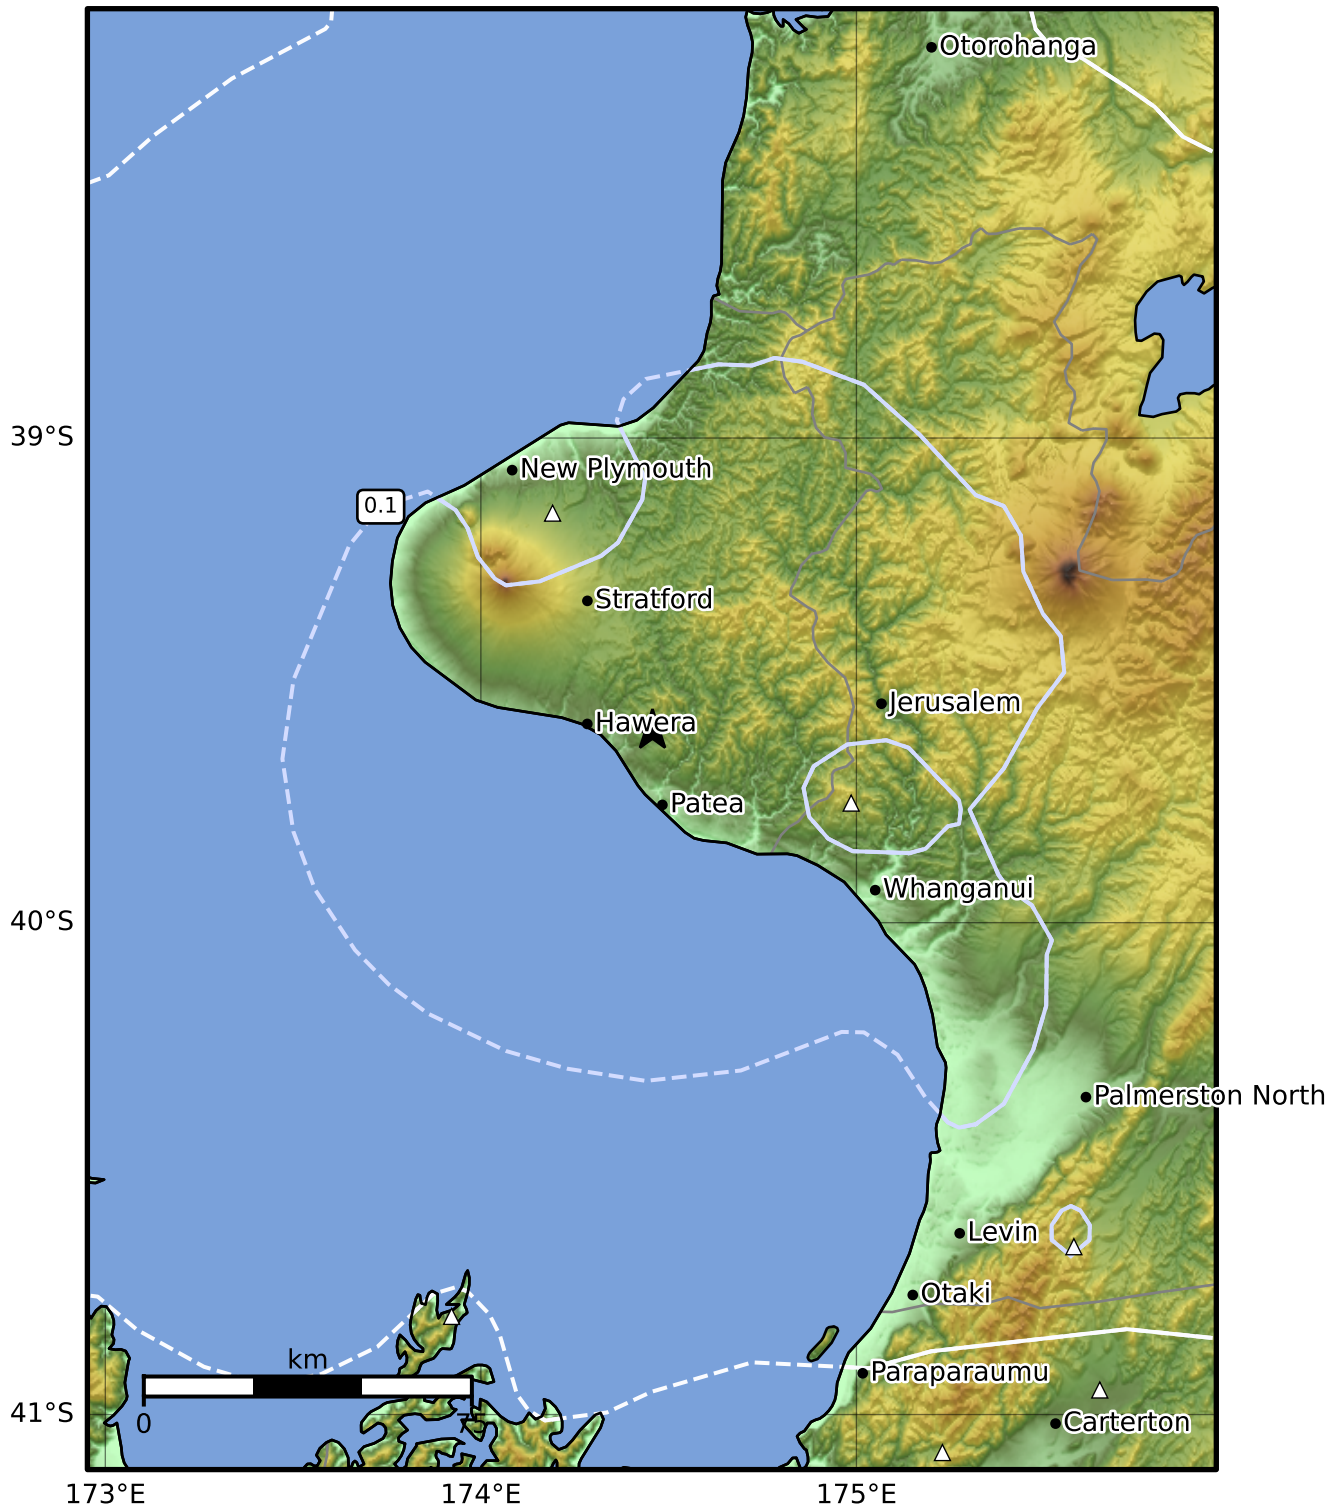 Otorohanga
39°S
New Plymouth
0.1
Stratford
Jerusalem
Hawera
Patea
Whanganui
40°S
Palmerston North
Levin
Otaki
km
Paraparaumu
0
41°S
Carterton
173°E
174°E
175°E